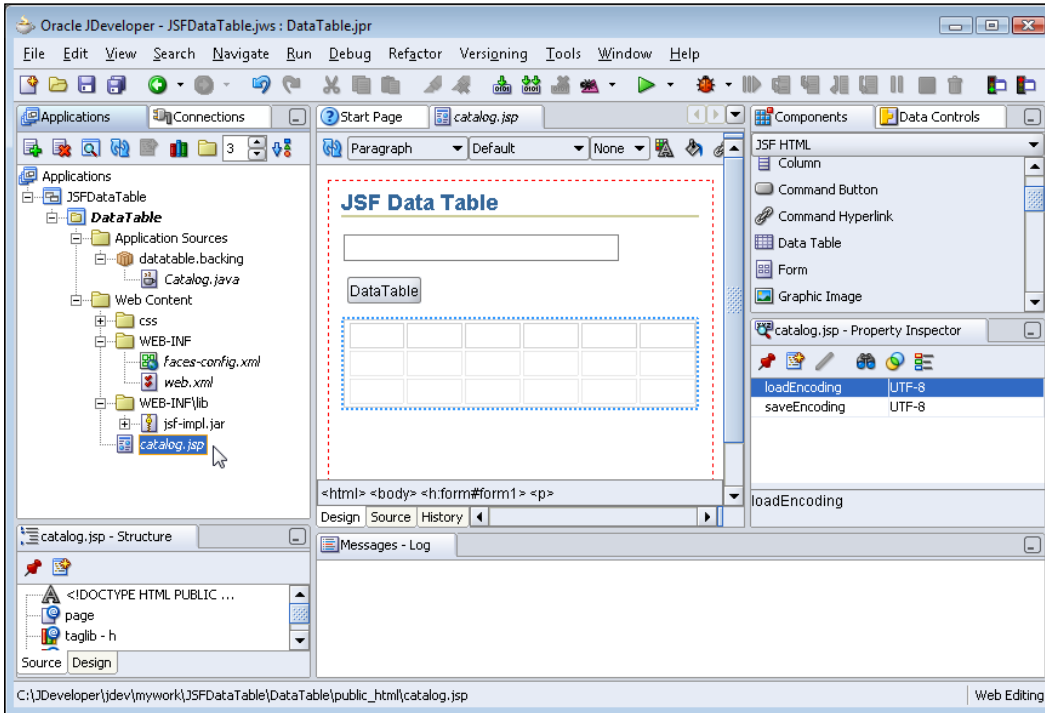 Oracle JDeveloper - JSFDataTable.jws : DataTable.jpr
File Edit View Search Navigate Run Debug Refactor Versioning Tools Window Help
Applications Connections
3
Applications
JSFDataTable
DataTable
Application Sources
datatable.backing
Catalog.java
Web Content
css
WEB-INF
faces-config.xml
web.xml
WEB-INF\lib
jsf-impl.jar
catalog.jsp
catalog.jsp - Structure
<!DOCTYPE HTML PUBLIC ...
page
taglib - h
Source Design
Start Page catalog.jsp
Paragraph Default None
JSF Data Table
DataTable
<html> <body> <h:form#form1> <p>
Design Source History
Messages - Log
Components Data Controls
JSF HTML
Column
Command Button
Command Hyperlink
Data Table
Form
Graphic Image
catalog.jsp - Property Inspector
loadEncoding UTF-8
saveEncoding UTF-8
loadEncoding
C:\JDeveloper\jdev\mywork\JSFDataTable\DataTable\public_html\catalog.jsp Web Editing